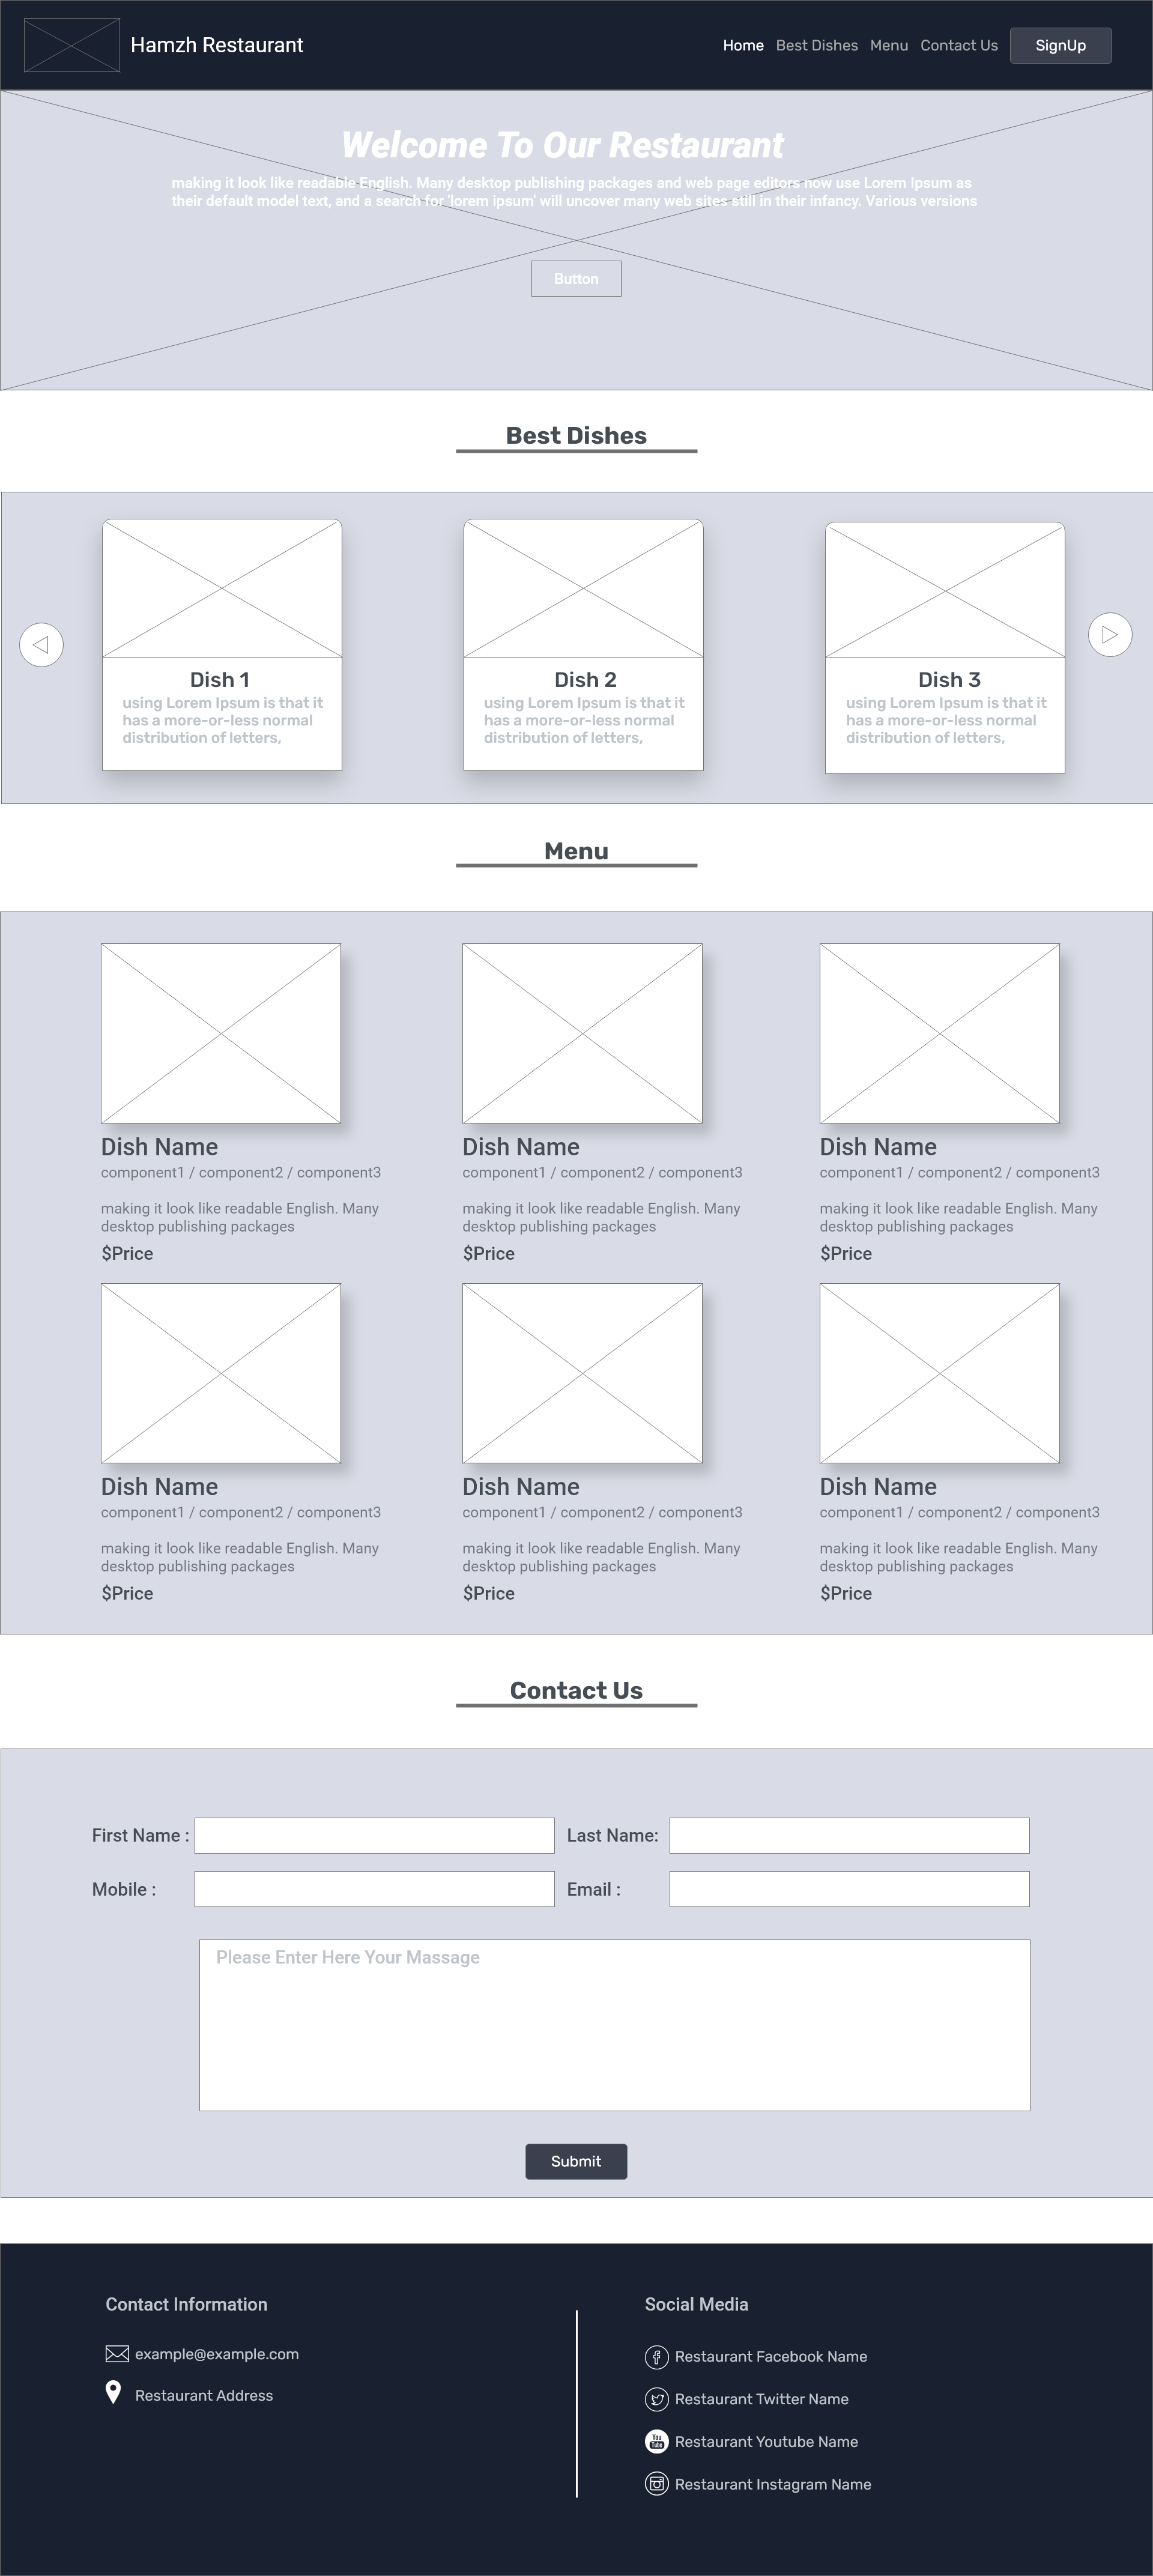 Hamzh Restaurant
Home Best Dishes Menu Contact Us SignUp
Welcome To Our Restaurant
making it look like readable English. Many desktop publishing packages and web page editors now use Lorem Ipsum as
their default model text, and a search for 'lorem ipsum' will uncover many web sites still in their infancy. Various versions
Button
Best Dishes
Dish 1
using Lorem Ipsum is that it
has a more-or-less normal
distribution of letters,
Dish 2
using Lorem Ipsum is that it
has a more-or-less normal
distribution of letters,
Dish 3
using Lorem Ipsum is that it
has a more-or-less normal
distribution of letters,
Menu
Dish Name
component1 / component2 / component3
making it look like readable English. Many
desktop publishing packages
$Price
Dish Name
component1 / component2 / component3
making it look like readable English. Many
desktop publishing packages
$Price
Dish Name
component1 / component2 / component3
making it look like readable English. Many
desktop publishing packages
$Price
Dish Name
component1 / component2 / component3
making it look like readable English. Many
desktop publishing packages
$Price
Dish Name
component1 / component2 / component3
making it look like readable English. Many
desktop publishing packages
$Price
Dish Name
component1 / component2 / component3
making it look like readable English. Many
desktop publishing packages
$Price
Contact Us
First Name :
Last Name:
Mobile :
Email :
Please Enter Here Your Massage
Submit
Contact Information
example@example.com
Restaurant Address
Social Media
Restaurant Facebook Name
Restaurant Twitter Name
You
Tube
Restaurant Youtube Name
Restaurant Instagram Name